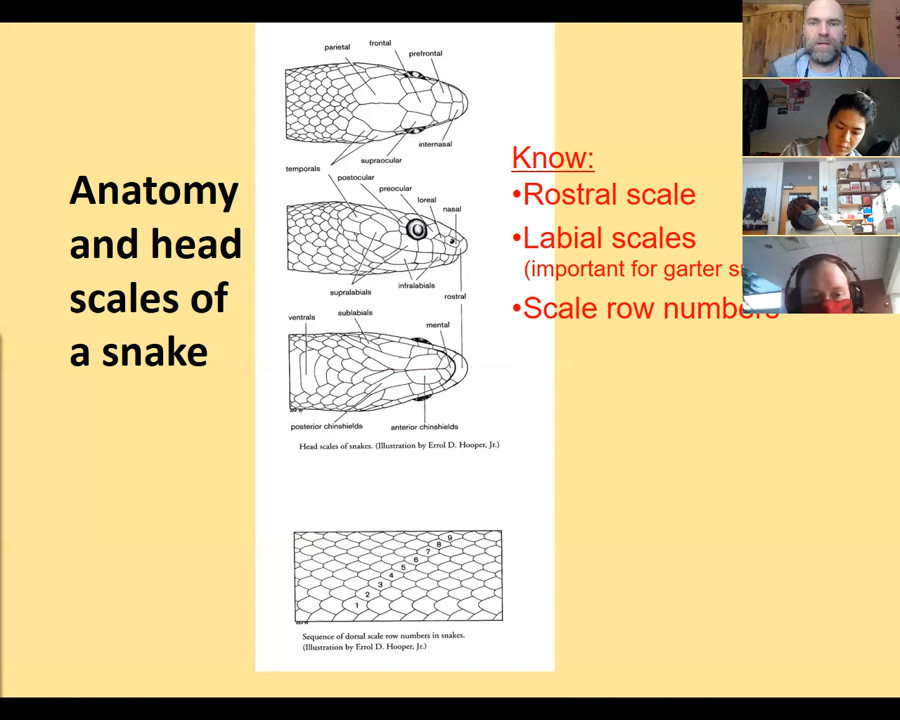 Anatomy
and head
scales of
a snake
parietal
frontal
prefrontal
internasal
supraocular
temporals
postocular
preocular
loreal
nasal
supralabials
infralabials
rostral
ventrals
sublabials
mental
posterior chinshields
anterior chinshields
Head scales of snakes. (Illustration by Errol D. Hooper, Jr.)
1 2 3 4 5 6 7 8 9
Sequence of dorsal scale row numbers in snakes.
(Illustration by Errol D. Hooper, Jr.)
Know:
•Rostral scale
•Labial scales
(important for garter
•Scale row numbers